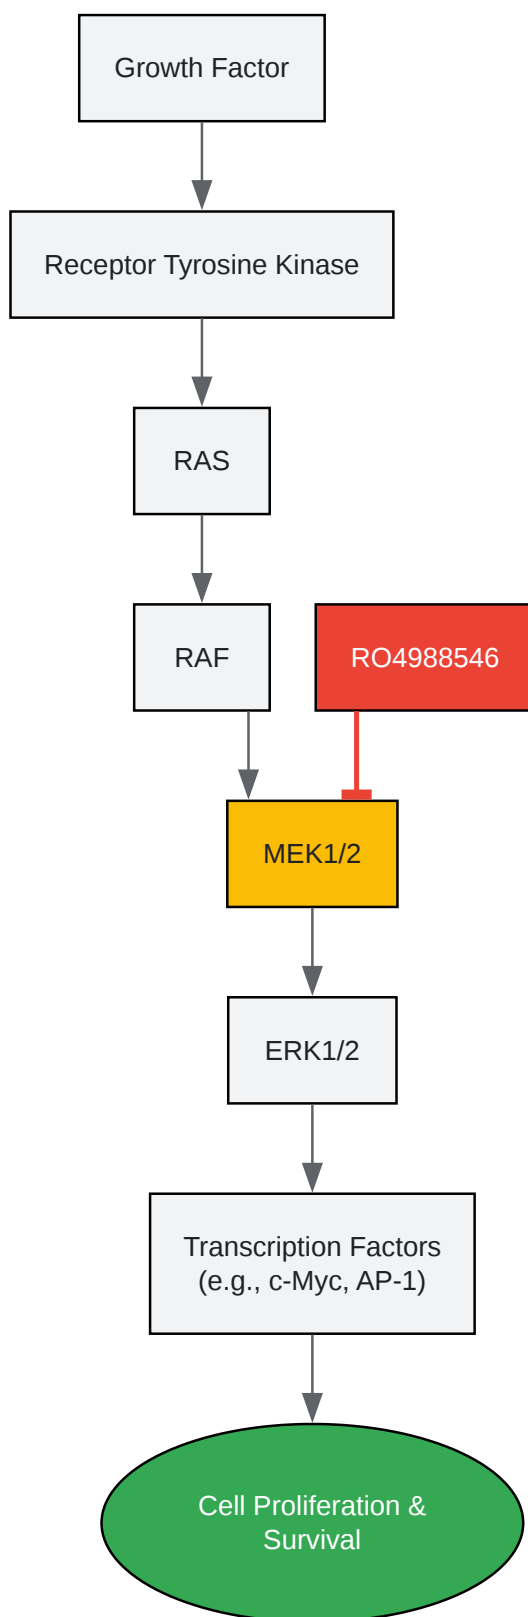 Growth Factor
Receptor Tyrosine Kinase
RAS
RAF
RO4988546
MEK1/2
ERK1/2
Transcription Factors
(e.g., c-Myc, AP-1)
Cell Proliferation &
Survival